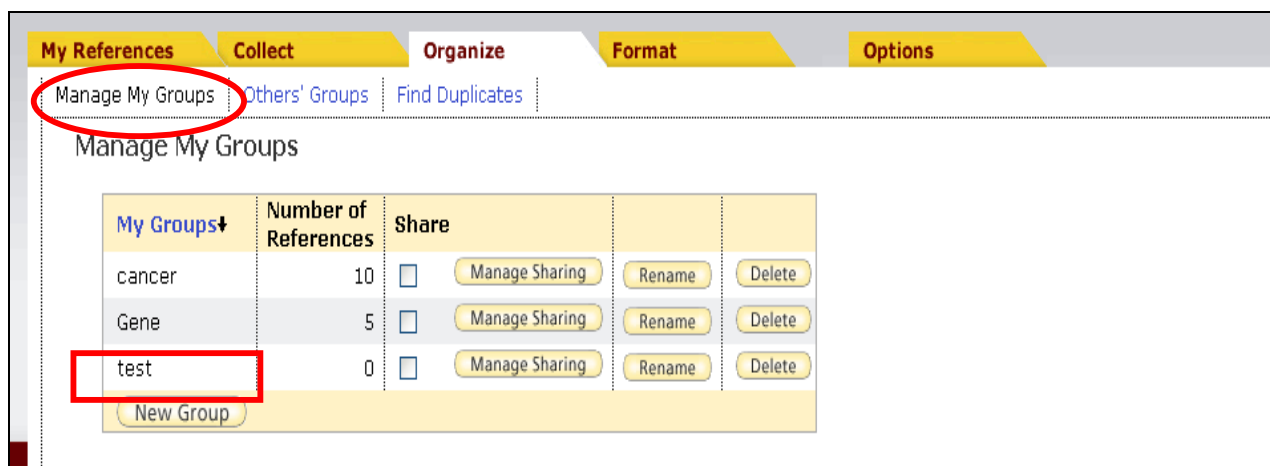 My References Collect Organize Format Options
Manage My Groups Others' Groups Find Duplicates
Manage My Groups
My Groups Number of References Share
cancer 10 Manage Sharing Rename Delete
Gene 5 Manage Sharing Rename Delete
test 0 Manage Sharing Rename Delete
New Group